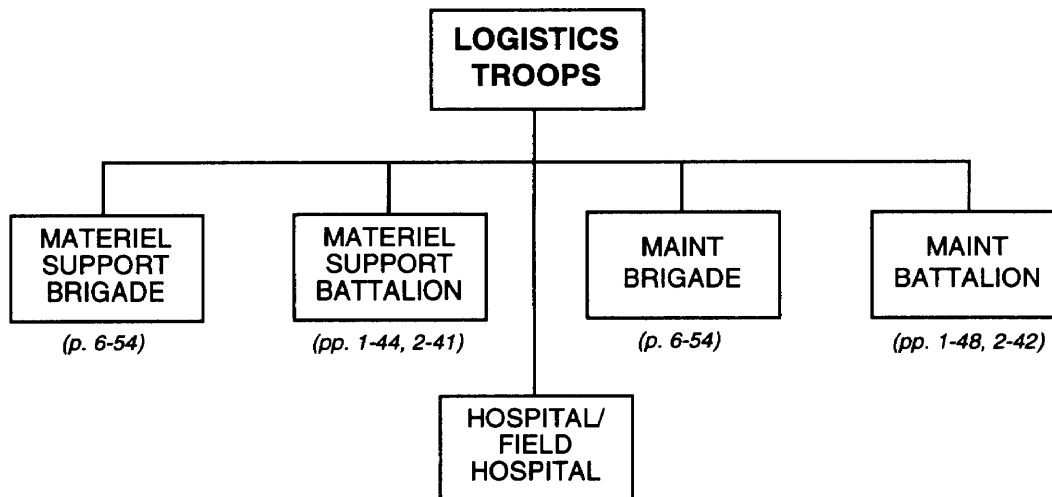 LOGISTICS
TROOPS
MATERIEL
SUPPORT
BRIGADE
(p. 6-54)
MATERIEL
SUPPORT
BATTALION
(pp. 1-44, 2-41)
MAINT
BRIGADE
(p. 6-54)
MAINT
BATTALION
(pp. 1-48, 2-42)
HOSPITAL/
FIELD
HOSPITAL